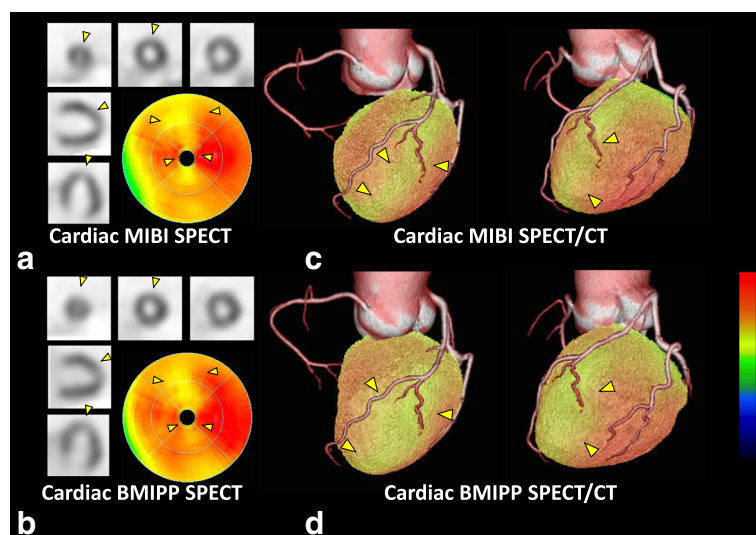 Cardiac MIBI SPECT
Cardiac MIBI SPECT/CT
a
c
Cardiac BMIPP SPECT
Cardiac BMIPP SPECT/CT
b
d